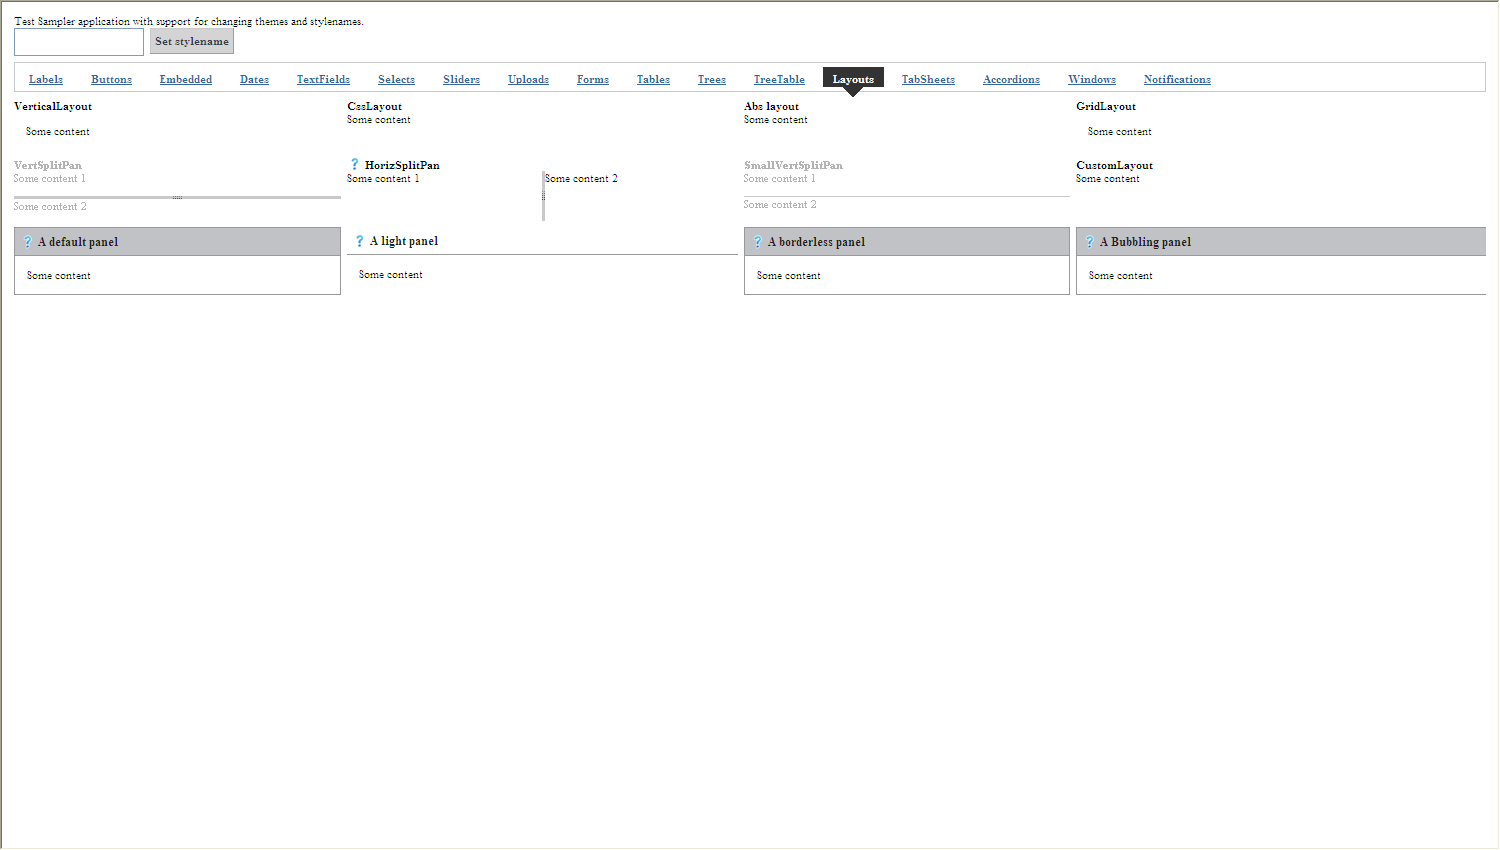 Test Sampler application with support for changing themes and stylenames.
Set stylename
Labels Buttons Embedded Dates TextFields Selects Sliders Uploads Forms Tables Trees TreeTable Layouts TabSheets Accordions Windows Notifications
VerticalLayout CssLayout Abs layout GridLayout
Some content Some content
Some content Some content
VertSplitPan ? HorizSplitPan SmallVertSplitPan CustomLayout
Some content 1 Some content 1 Some content 2 Some content 1 Some content
Some content 2 Some content 2
? A default panel ? A light panel ? A borderless panel ? A Bubbling panel
Some content Some content Some content Some content